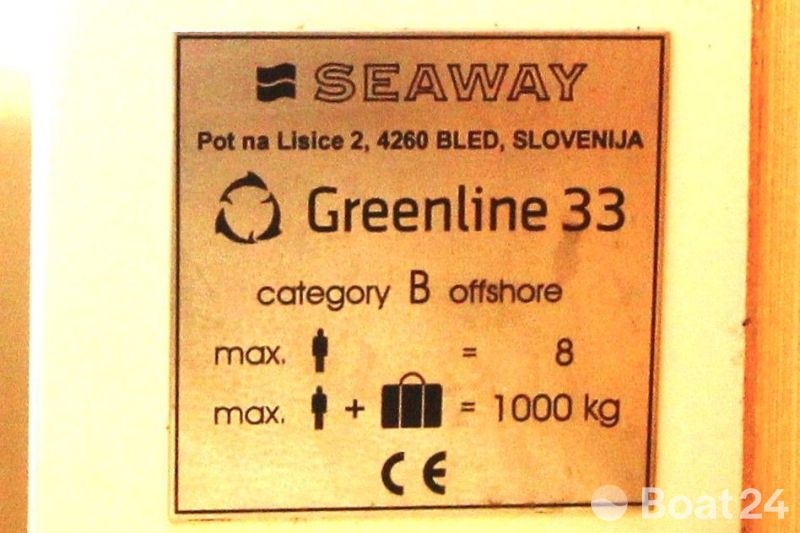 SEAWAY
Pot na Lisice 2, 4260 BLED, SLOVENIJA
Greenline 33
category B offshore
max. = 8
max. + = 1000 kg
CE
Boat24